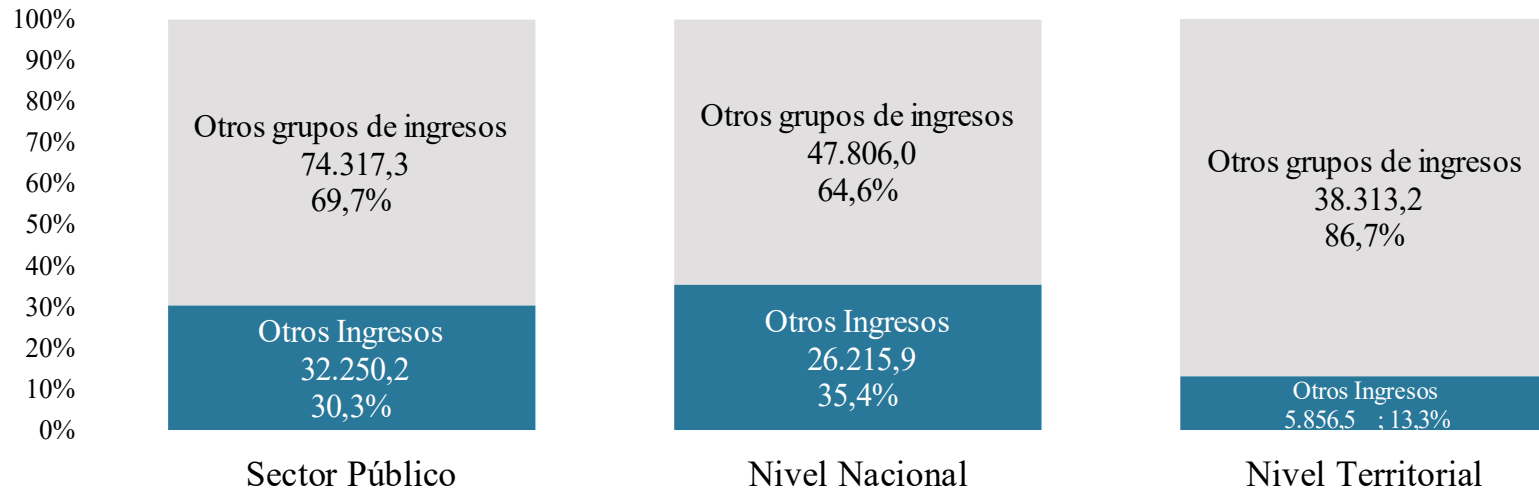 100%
90%
80%
70%
60%
50%
40%
30%
20%
10%
0%
Otros grupos de ingresos
74.317,3
69,7%
Otros Ingresos
32.250,2
30,3%
Sector Público
Otros grupos de ingresos
47.806,0
64,6%
Otros Ingresos
26.215,9
35,4%
Nivel Nacional
Otros grupos de ingresos
38.313,2
86,7%
Otros Ingresos
5.856,5 ; 13,3%
Nivel Territorial